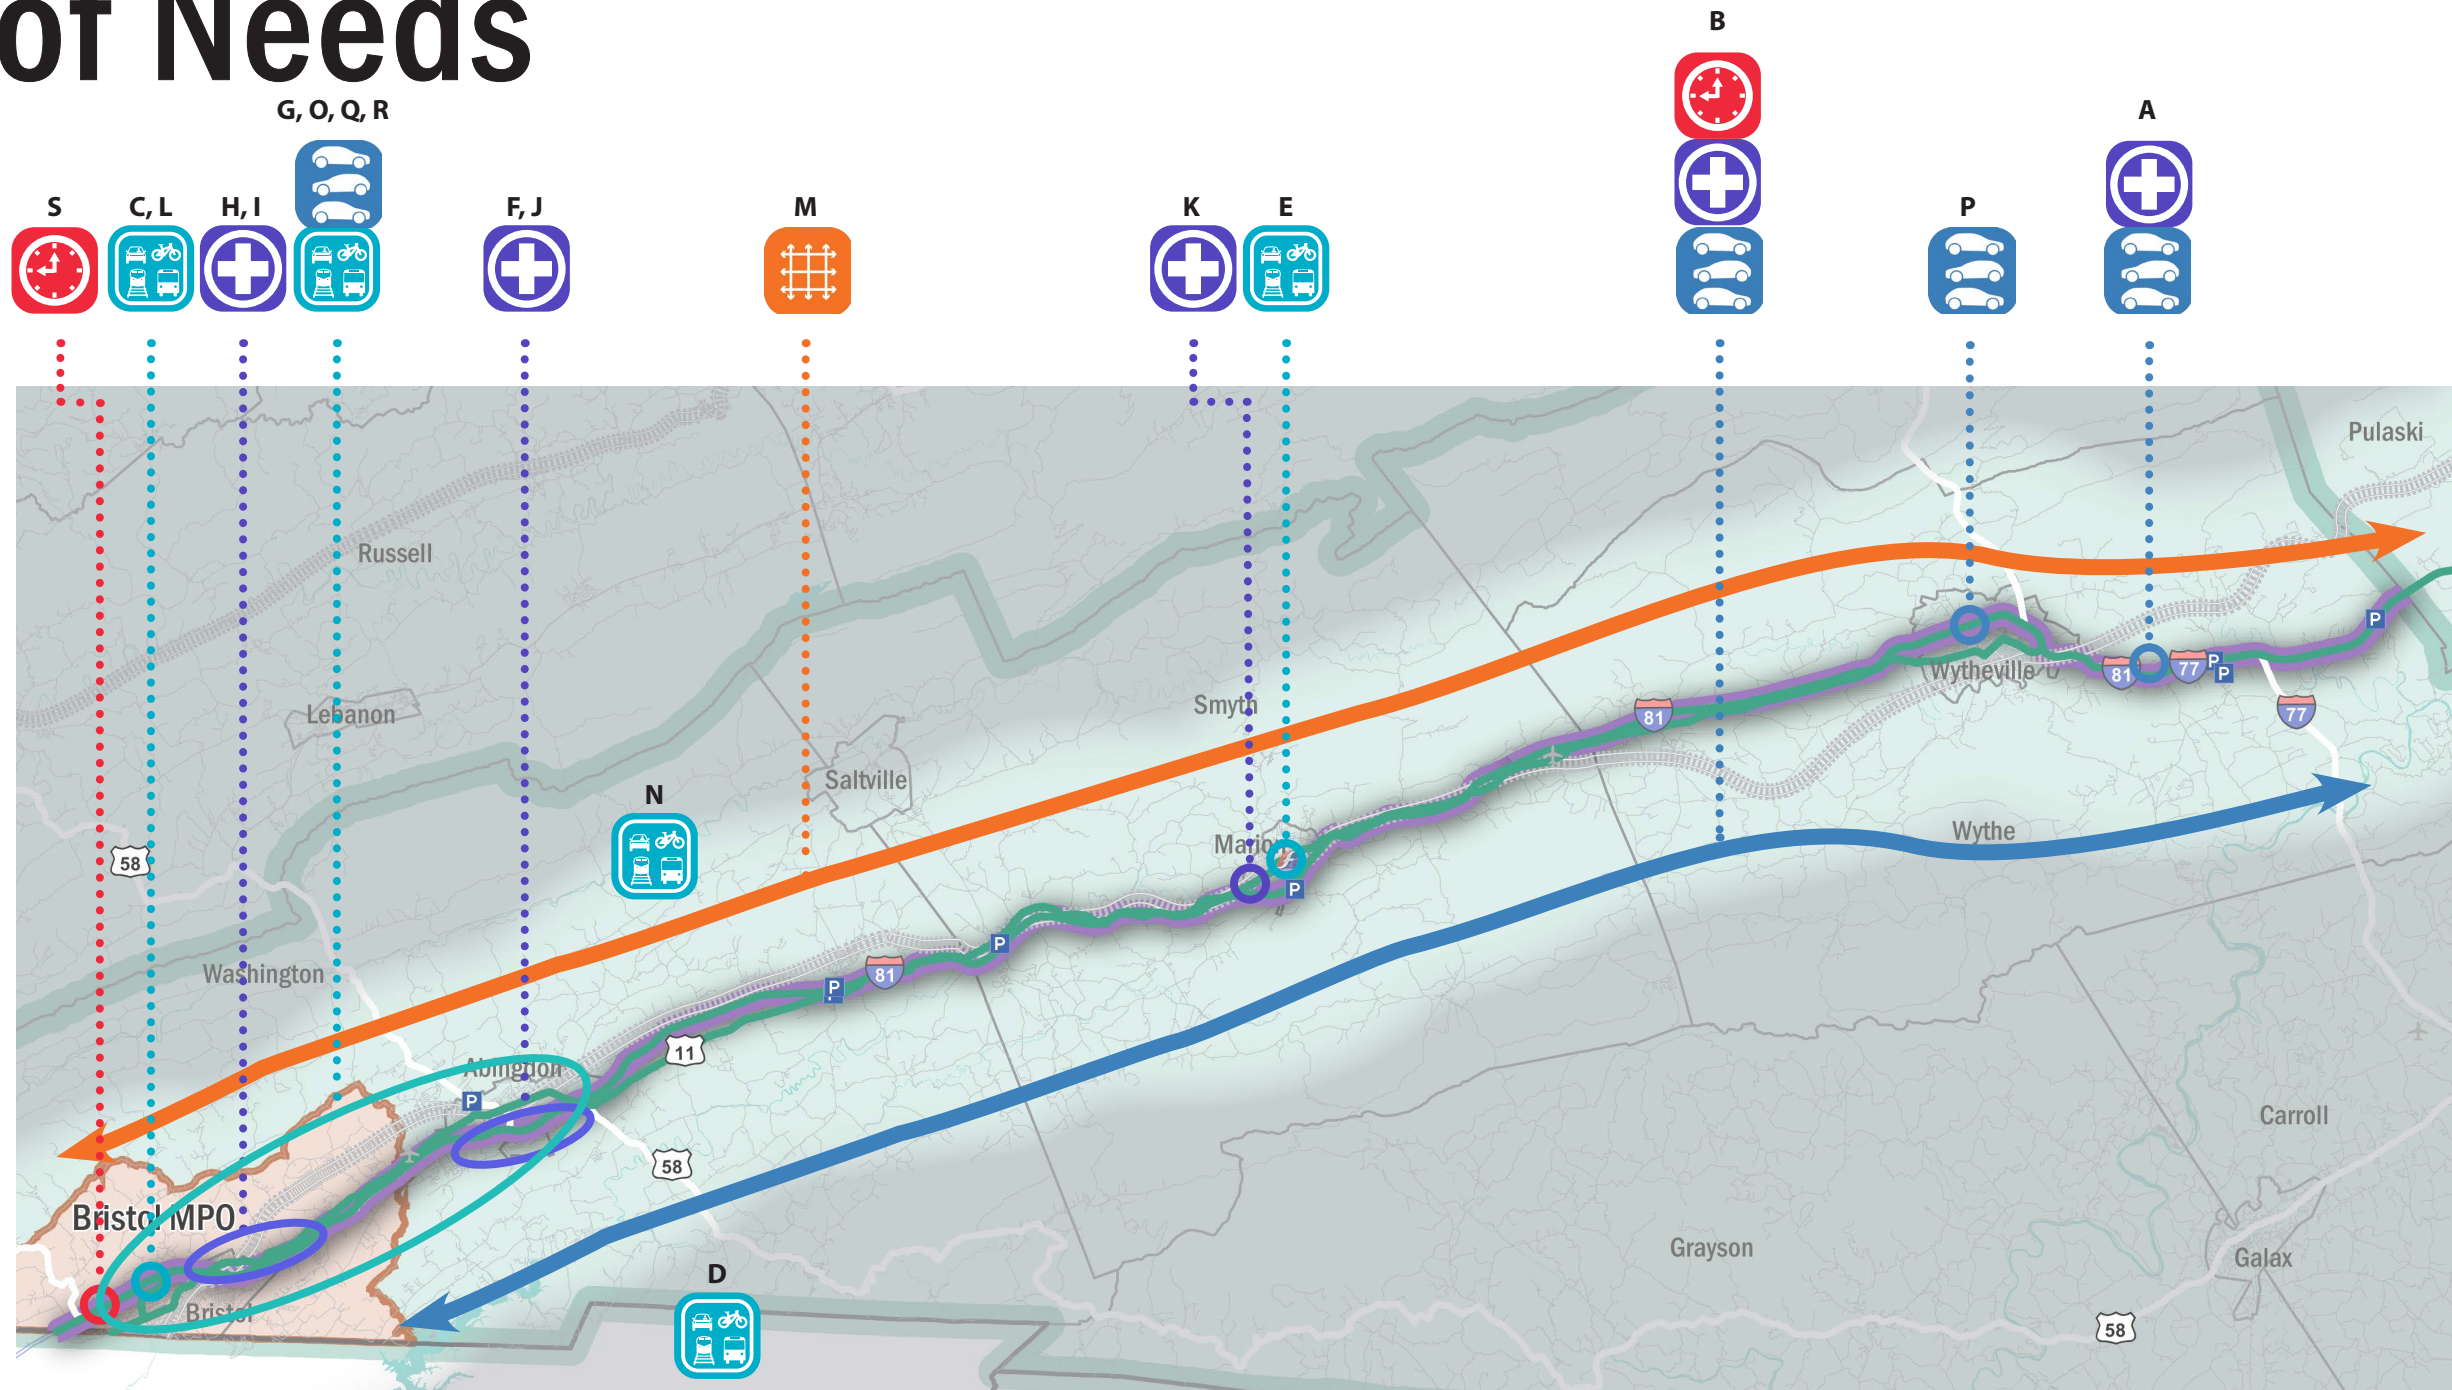 of Needs
B
G, O, Q, R
A
S
C, L
H, I
F, J
M
K
E
P
Pulaski
Russell
Smyth
Wytheville
81
77
P
P
P
Lebanon
81
77
Saltville
N
Marion
Wythe
58
P
Washington
P
81
P
11
Abingdon
P
Carroll
58
Bristol MPO
Grayson
Galax
D
Bristol
58